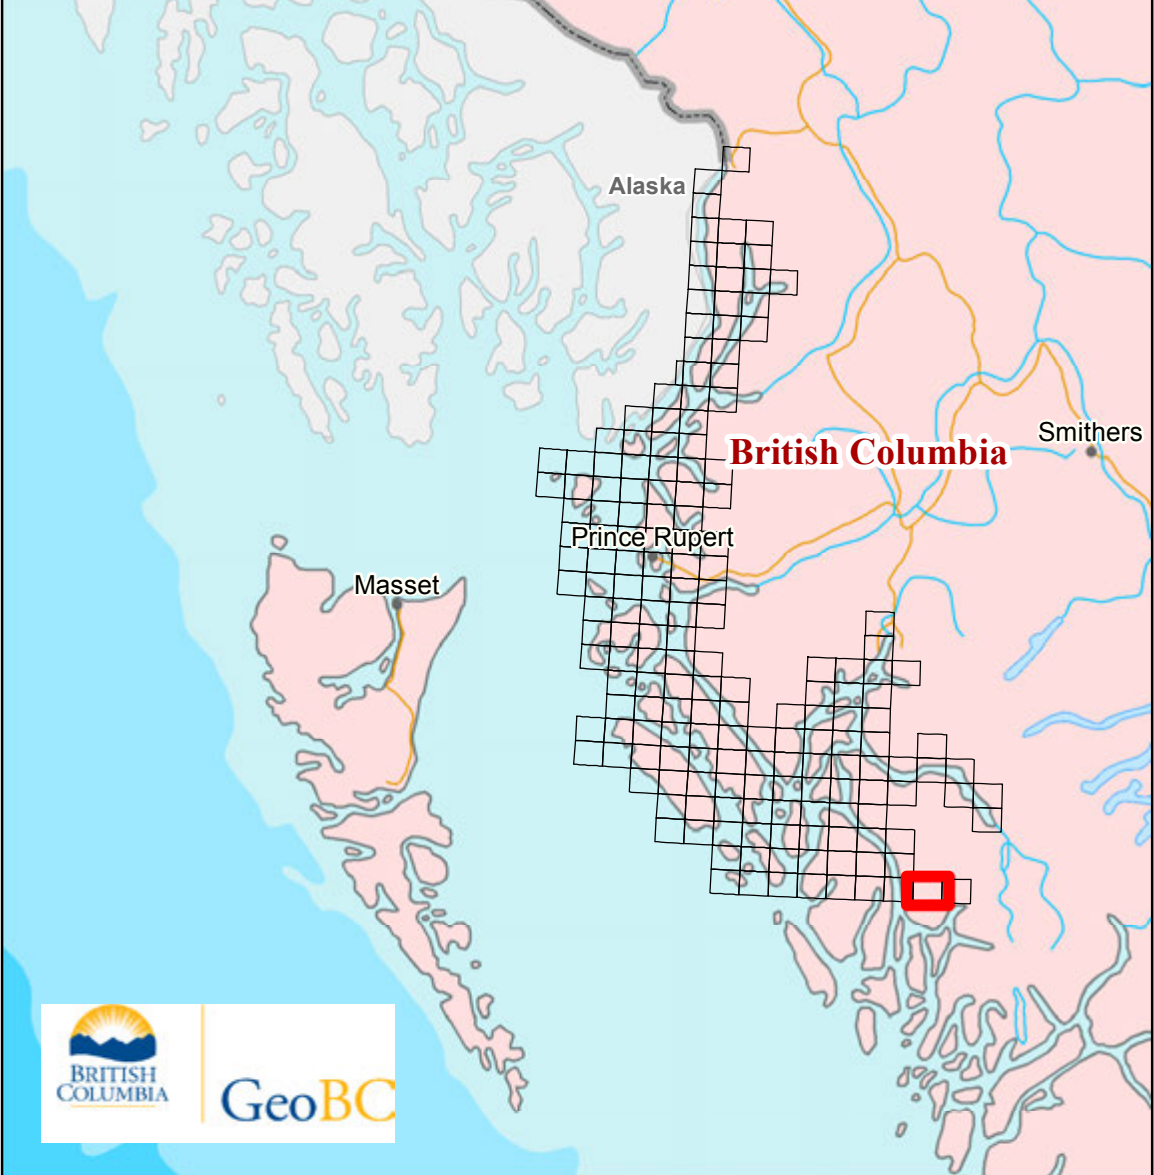 Alaska
British Columbia
Smithers
Prince Rupert
Masset
BRITISH
COLUMBIA
GeoBC